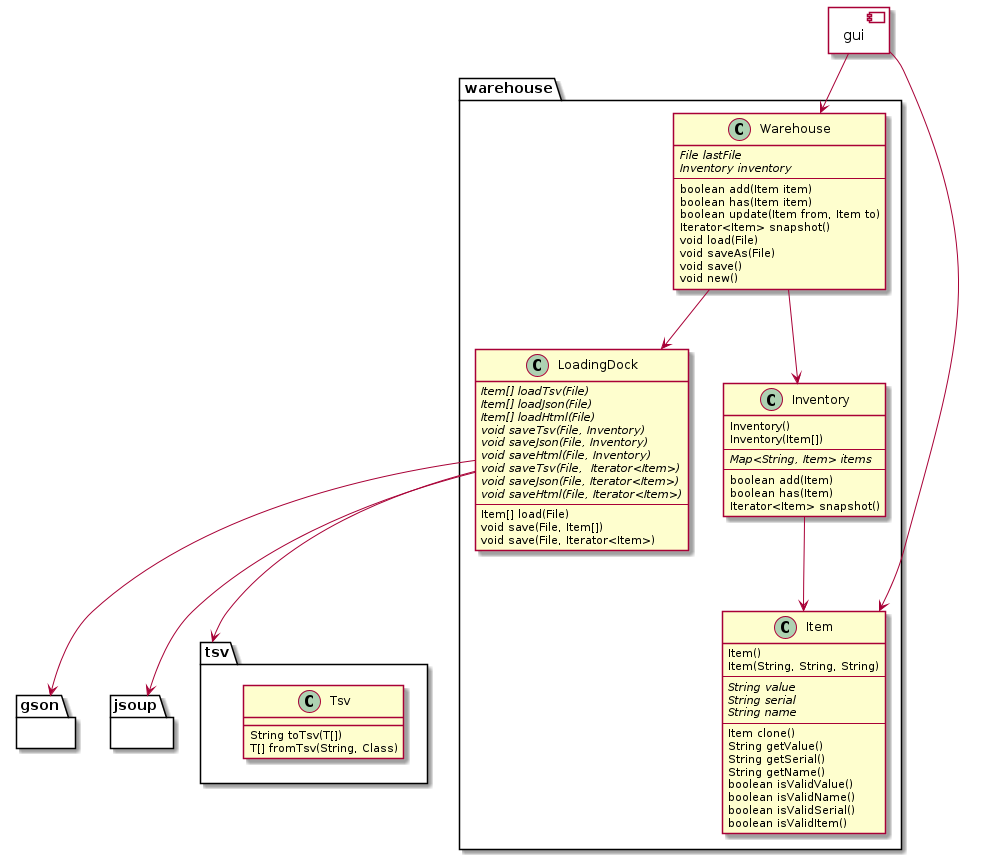 gui
warehouse
C Warehouse
File lastFile
Inventory inventory
boolean add(Item item)
boolean has(Item item)
boolean update(Item from, Item to)
Iterator<Item> snapshot()
void load(File)
void saveAs(File)
void save()
void new()
C LoadingDock
Item[] loadTsv(File)
Item[] loadJson(File)
Item[] loadHtml(File)
void saveTsv(File, Inventory)
void saveJson(File, Inventory)
void saveHtml(File, Inventory)
void saveTsv(File,  Iterator<Item>)
void saveJson(File, Iterator<Item>)
void saveHtml(File, Iterator<Item>)
Item[] load(File)
void save(File, Item[])
void save(File, Iterator<Item>)
C Inventory
Inventory()
Inventory(Item[])
Map<String, Item> items
boolean add(Item)
boolean has(Item)
Iterator<Item> snapshot()
C Item
Item()
Item(String, String, String)
String value
String serial
String name
Item clone()
String getValue()
String getSerial()
String getName()
boolean isValidValue()
boolean isValidName()
boolean isValidSerial()
boolean isValidItem()
gson
jsoup
tsv
C Tsv
String toTsv(T[])
T[] fromTsv(String, Class)